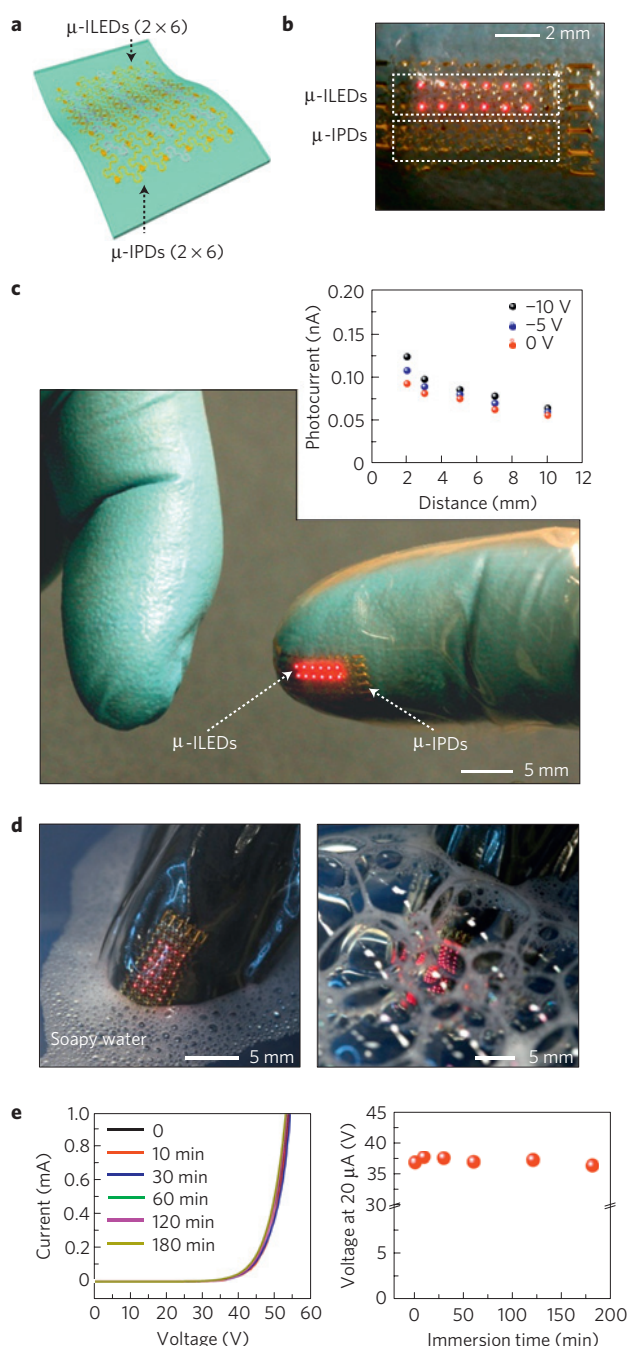 a
μ-ILEDs (2 × 6)
μ-IPDs (2 × 6)
b
2 mm
μ-ILEDs
μ-IPDs
c
0.20
0.15
0.10
0.05
0
Photocurrent (nA)
−10 V
−5 V
0 V
0 2 4 6 8 10 12
Distance (mm)
μ-ILEDs
μ-IPDs
5 mm
d
Soapy water
5 mm
5 mm
e
1.0
0.8
0.6
0.4
0.2
0
Current (mA)
0
10 min
30 min
60 min
120 min
180 min
0 10 20 30 40 50 60
Voltage (V)
45
40
35
30
5
0
Voltage at 20 μA (V)
0 50 100 150 200
Immersion time (min)